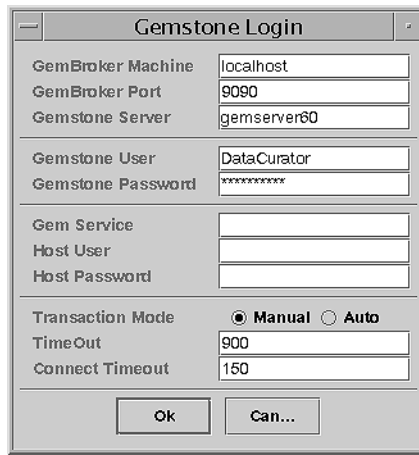 Gemstone Login
GemBroker Machine localhost
GemBroker Port 9090
Gemstone Server gemserver60
Gemstone User DataCurator
Gemstone Password **********
Gem Service
Host User
Host Password
Transaction Mode Manual Auto
TimeOut 900
Connect Timeout 150
Ok Can...